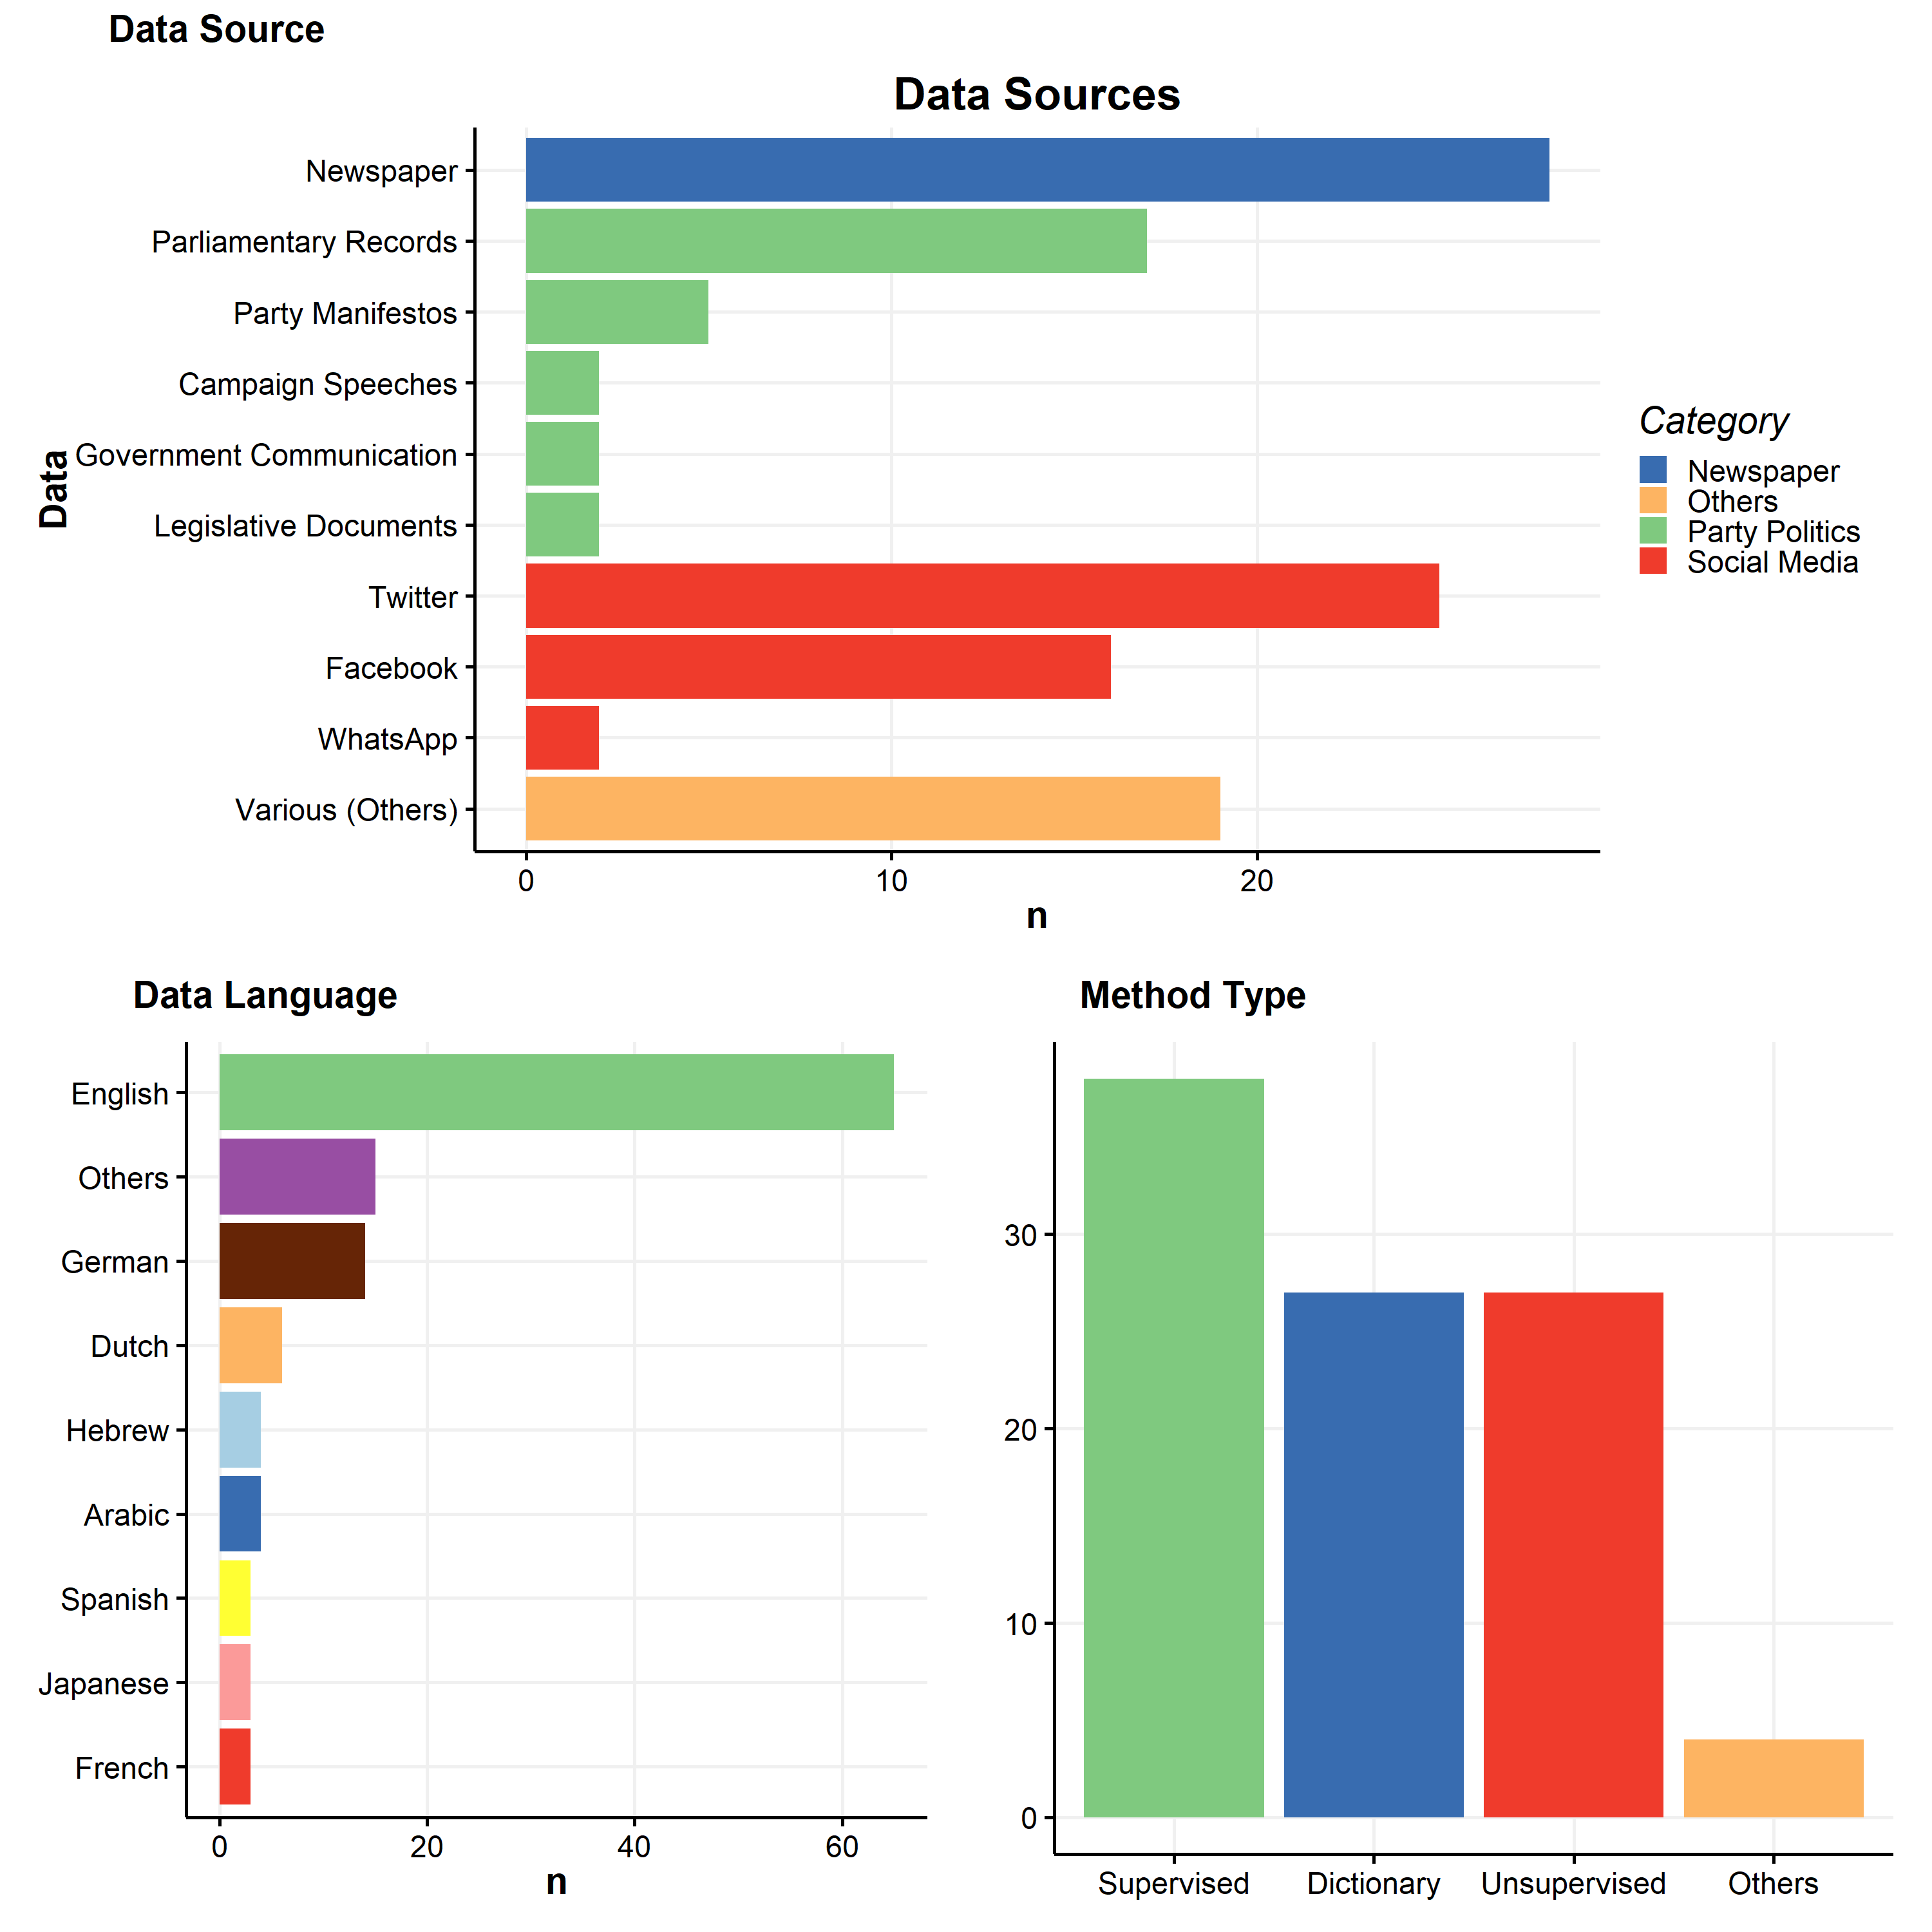 Data Source
Data Sources
Newspaper
Parliamentary Records
Party Manifestos
Campaign Speeches
Government Communication
Legislative Documents
Twitter
Facebook
WhatsApp
Various (Others)
Data
0 10 20
n
Category
Newspaper
Others
Party Politics
Social Media
Data Language
English
Others
German
Dutch
Hebrew
Arabic
Spanish
Japanese
French
0 20 40 60
n
Method Type
30
20
10
0
Supervised Dictionary Unsupervised Others